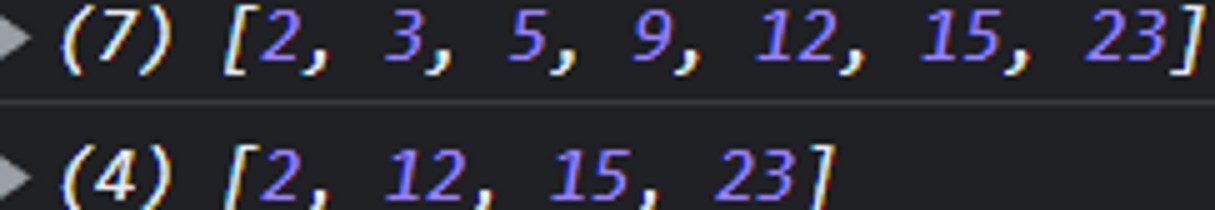 (7) [2, 3, 5, 9, 12, 15, 23]
(4) [2, 12, 15, 23]